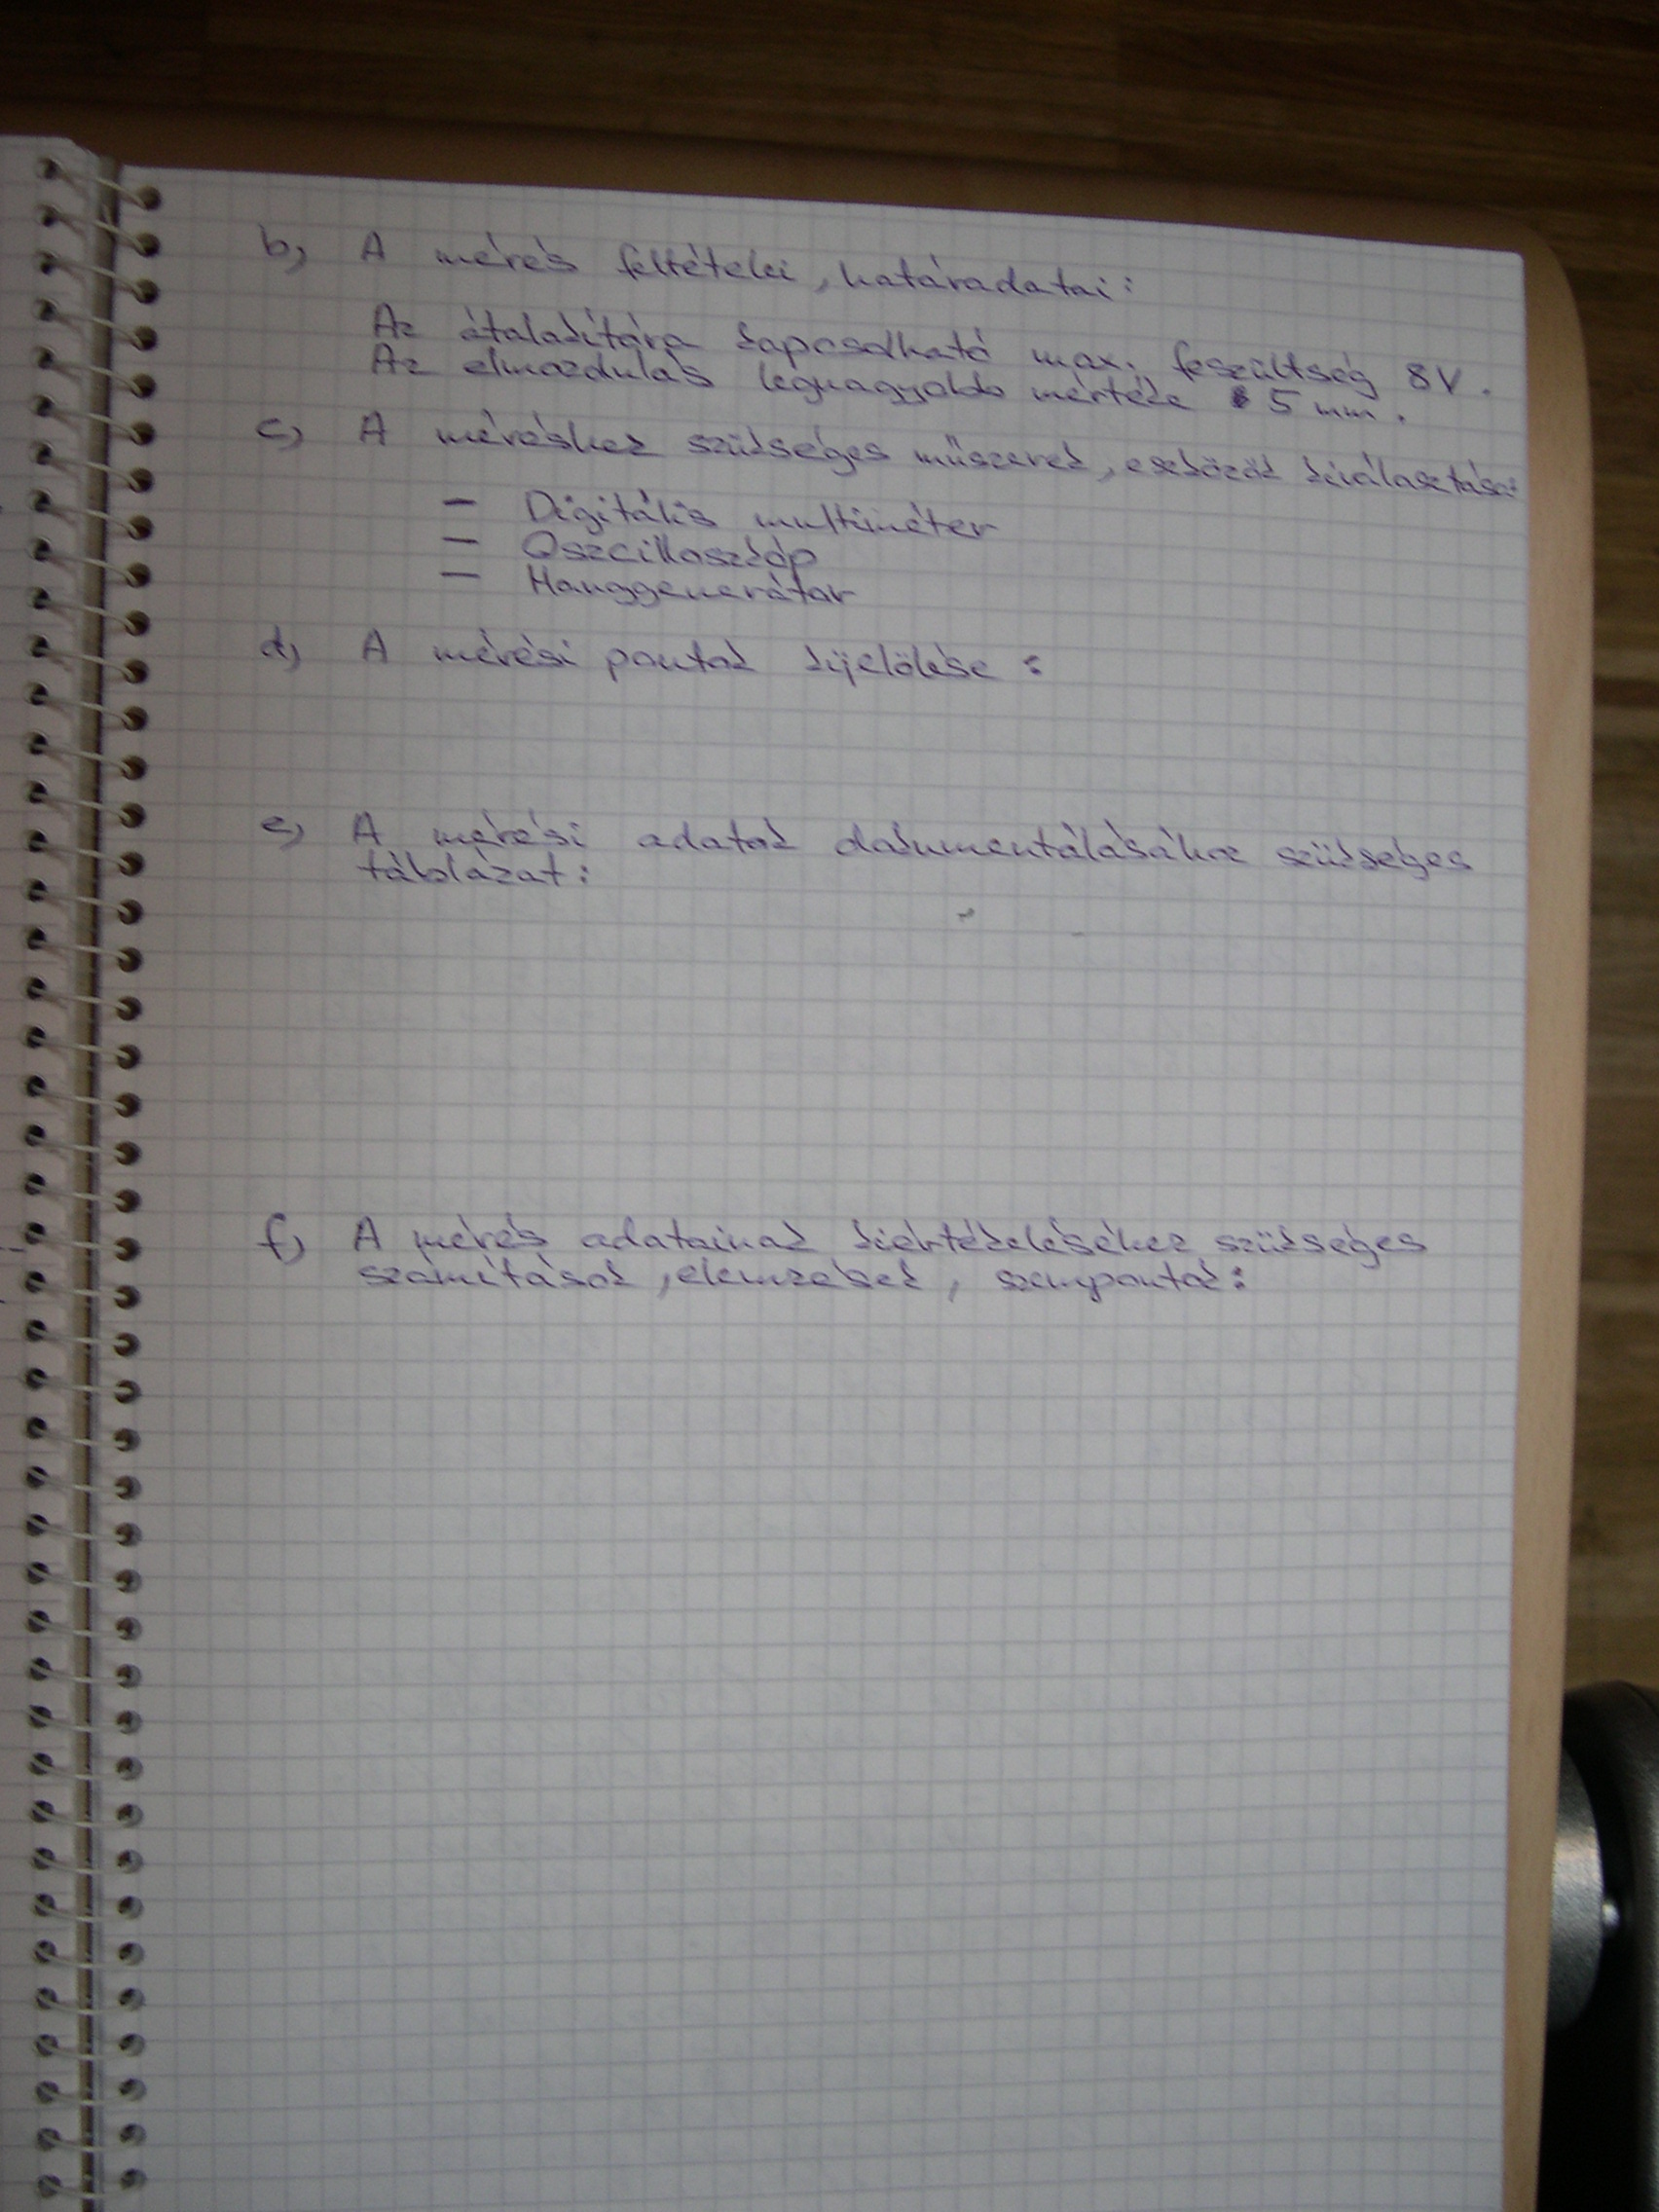 b) A mérés feltételei, határadatai:
Az átalakítóra kapcsolható max. feszültség 8V.
Az elmozdulás legnagyobb mértéke 5 mm.
c) A méréshez szükséges műszerek, eszközök kiválasztása:
– Digitális multiméter
– Oszcilloszkóp
– Hanggenerátor
d) A mérési pontok kijelölése:
e) A mérési adatok dokumentálásához szükséges
táblázat:
f) A mérés adatainak kiértékeléséhez szükséges
számítások, elemzések, szempontok: